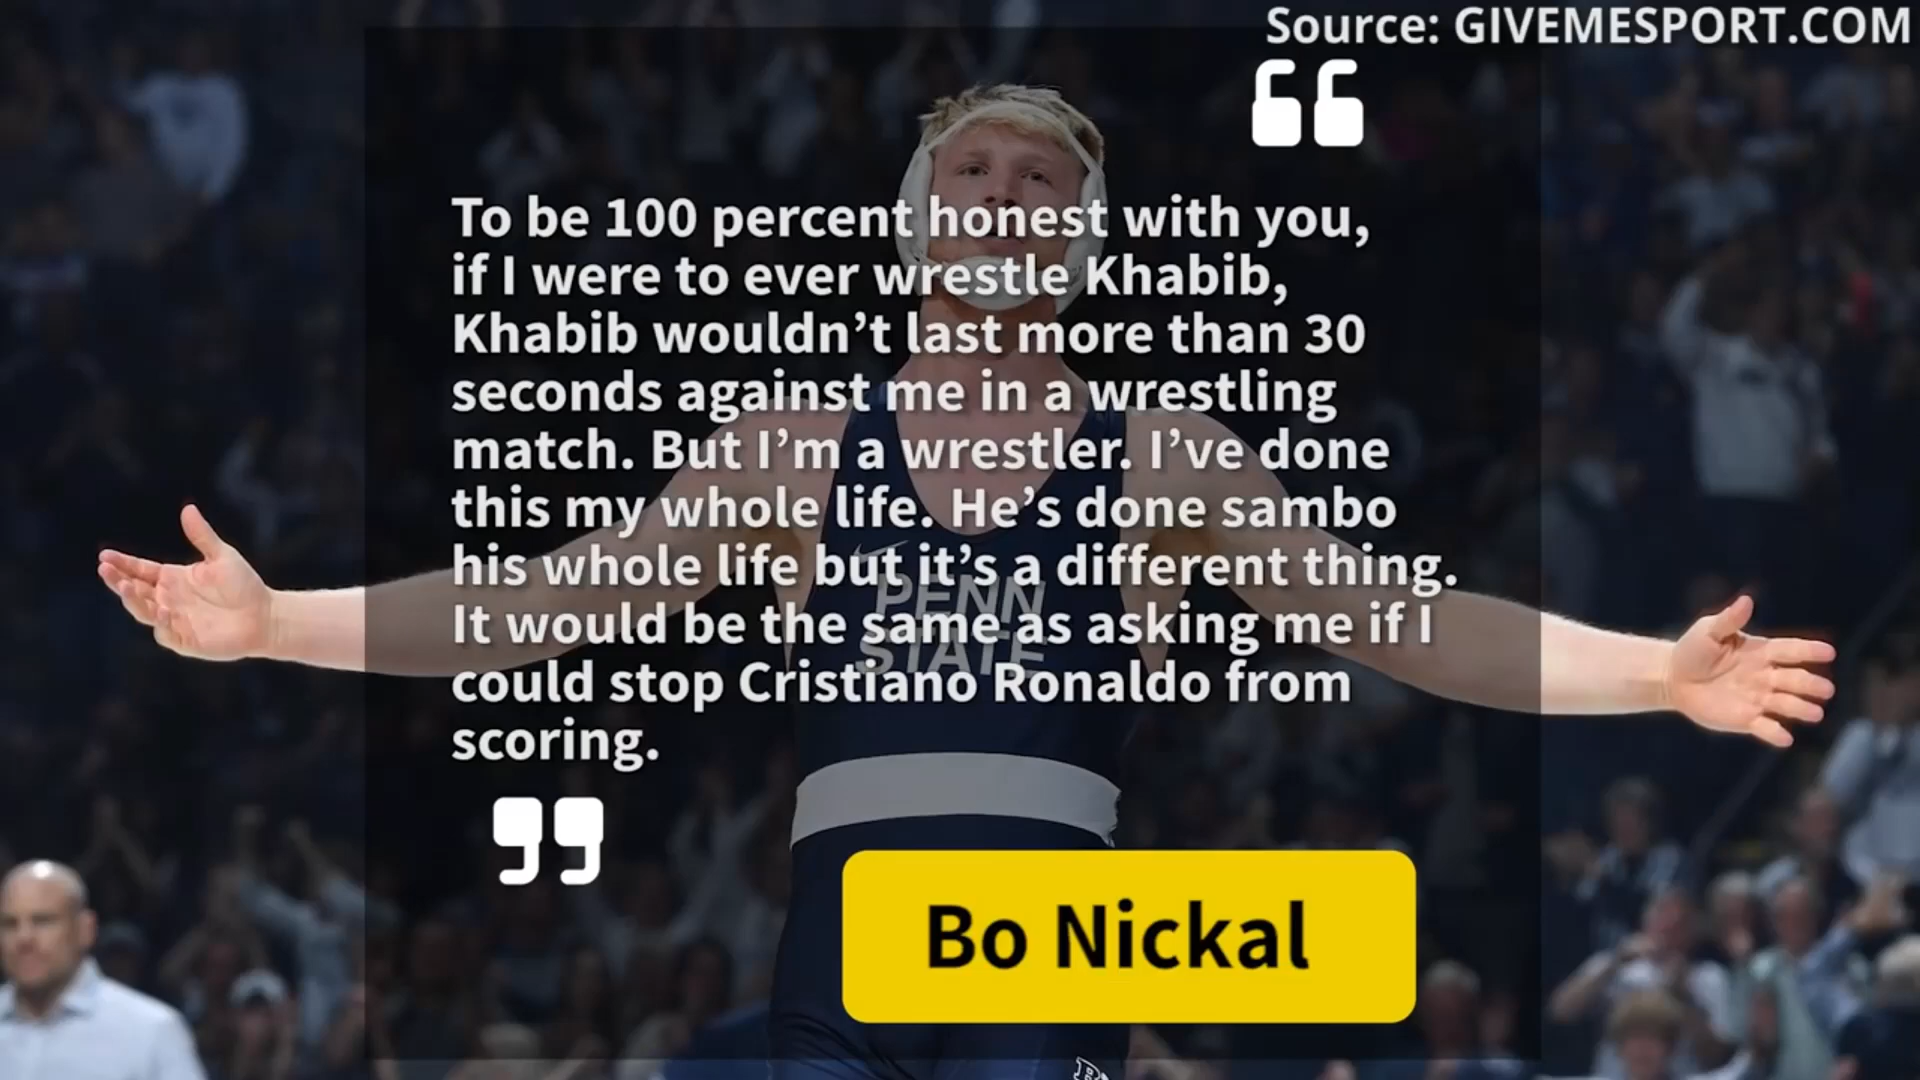 Source: GIVEMESPORT.COM
“
To be 100 percent honest with you,
if I were to ever wrestle Khabib,
Khabib wouldn’t last more than 30
seconds against me in a wrestling
match. But I’m a wrestler. I’ve done
this my whole life. He’s done sambo
his whole life but it’s a different thing.
It would be the same as asking me if I
could stop Cristiano Ronaldo from
scoring.
”
PENN
STATE
Bo Nickal